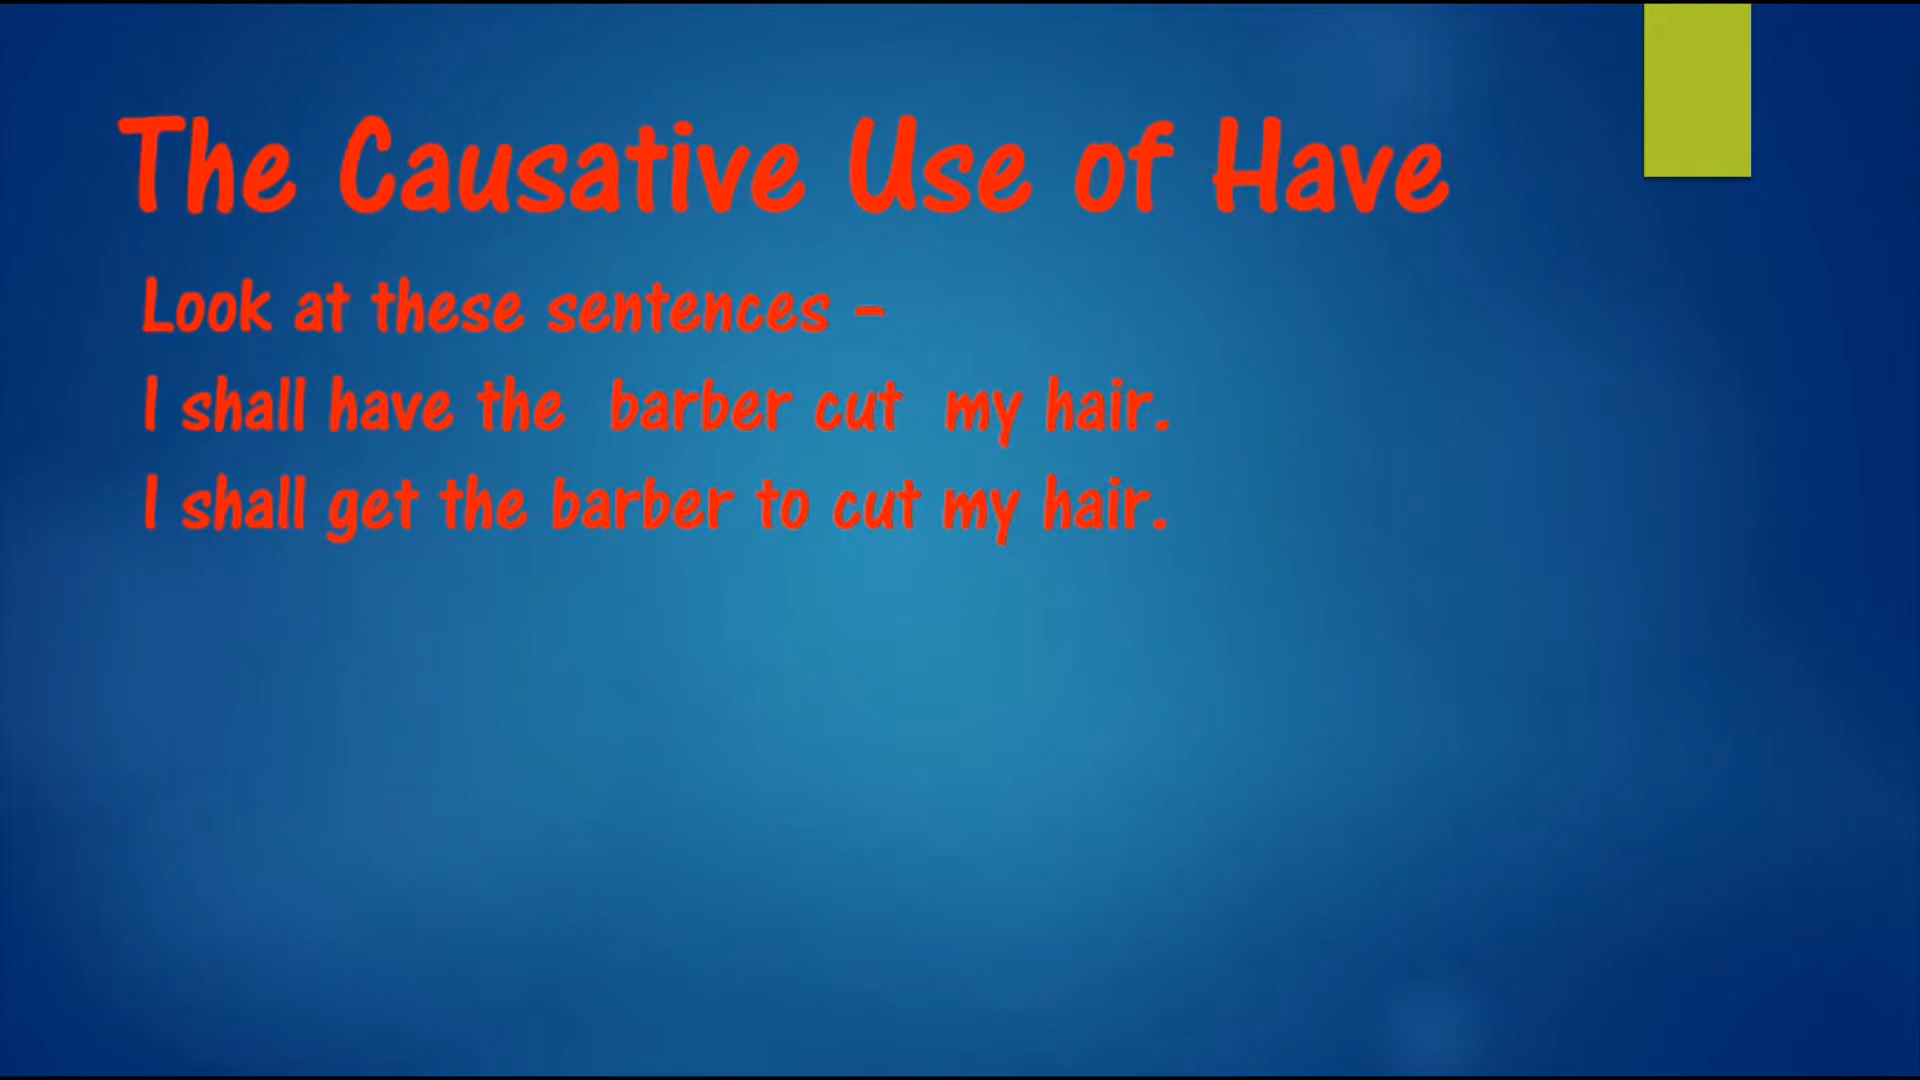 The Causative Use of Have
Look at these sentences –
I shall have the barber cut my hair.
I shall get the barber to cut my hair.